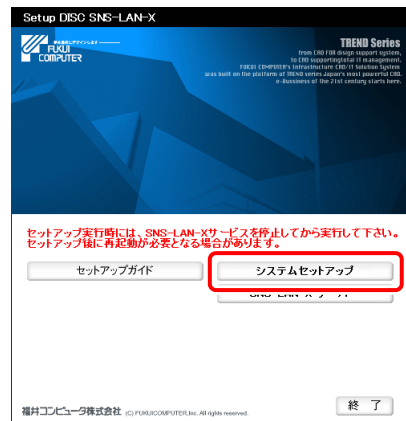 Setup DISC SNS-LAN-X
FUKUI
COMPUTER
TREND Series
from CAD FOR disign support system,
to CAD supportingtotal IT management.
FUKUI COMPUTER's infrastructure CAD/IT Solution System
was built on the platform of TREND series Japan's most powerful CAD.
e-Bussiness of the 21st century starts here.
セットアップ実行時には、SNS-LAN-Xサービスを停止してから実行して下さい。
セットアップ後に再起動が必要となる場合があります。
セットアップガイド
システムセットアップ
終 了
福井コンピュータ株式会社 (C) FUKUICOMPUTER,Inc. All rights reserved.